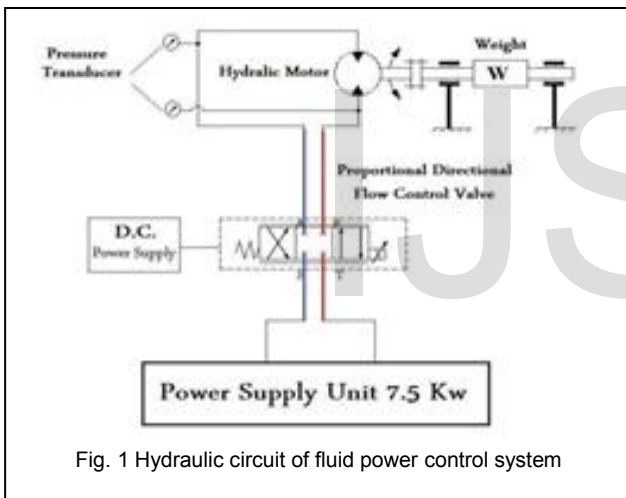 Pressure
Transducer
Hydralic Motor
Weight
W
Proportional Directional
Flow Control Valve
D.C.
Power Supply
P
T
Power Supply Unit 7.5 Kw
Fig. 1 Hydraulic circuit of fluid power control system
IJS